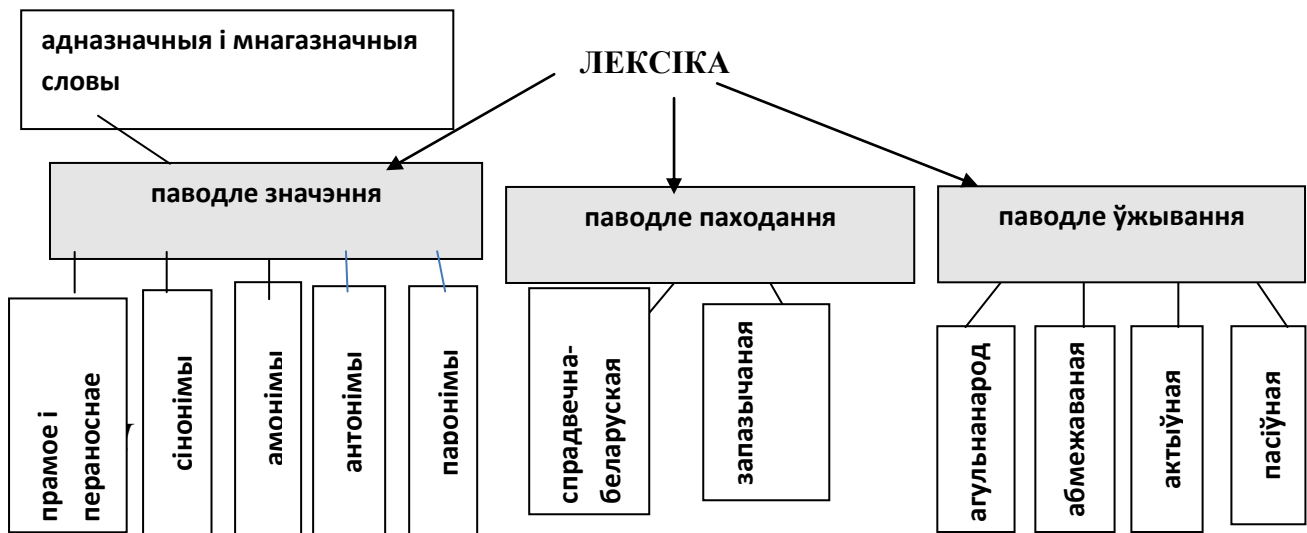 адназначныя і мнагазначныя
словы
ЛЕКСІКА
паводле значэння
паводле паходання
паводле ўжывання
прамое і
пераноснае
сінонімы
амонімы
антонімы
паронімы
спрадвечна-
беларуская
запазычаная
агульнанарод
абмежаваная
актыўная
пасіўная